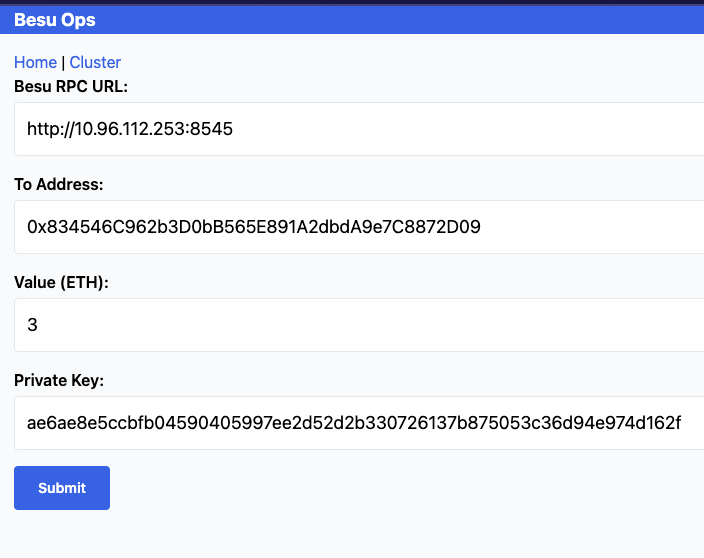 Besu Ops
Home | Cluster
Besu RPC URL:
http://10.96.112.253:8545
To Address:
0x834546C962b3D0bB565E891A2dbdA9e7C8872D09
Value (ETH):
3
Private Key:
ae6ae8e5ccbfb04590405997ee2d52d2b330726137b875053c36d94e974d162f
Submit